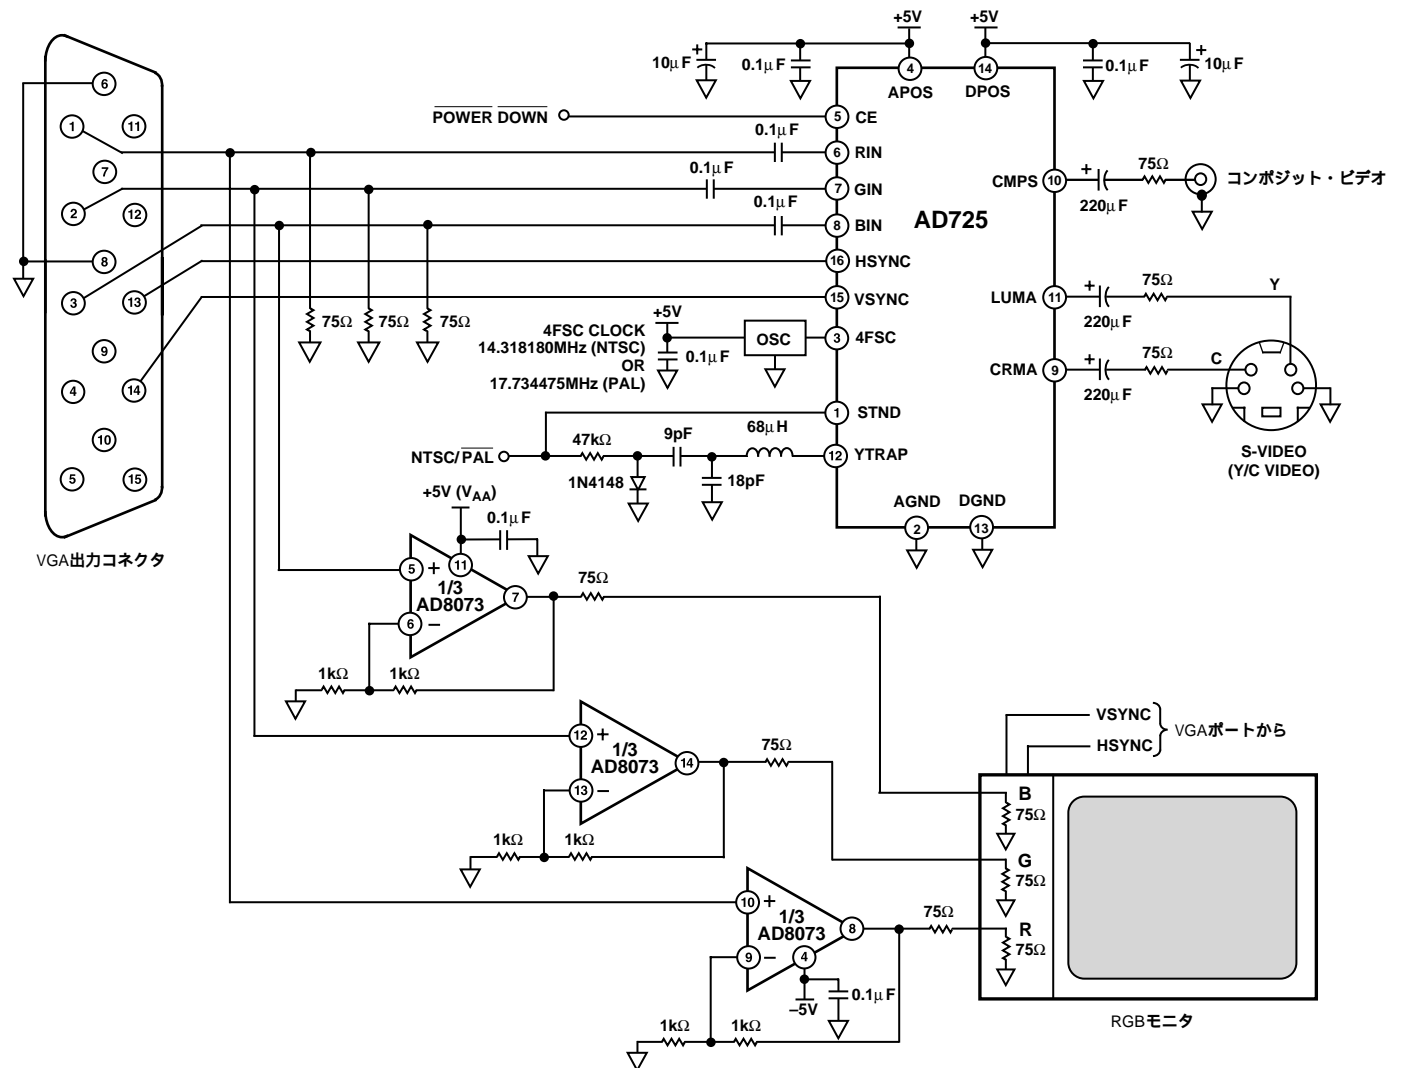 +5V
+5V
10μF
0.1μF
0.1μF
10μF
4
14
APOS
DPOS
POWER DOWN
5
CE
0.1μF
6
RIN
0.1μF
7
GIN
0.1μF
8
BIN
16
HSYNC
15
VSYNC
AD725
CMPS
10
75Ω
220μF
コンポジット・ビデオ
LUMA
11
75Ω
220μF
Y
CRMA
9
75Ω
220μF
C
S-VIDEO
(Y/C VIDEO)
6
1
11
7
2
12
8
3
13
9
4
14
10
5
15
VGA出力コネクタ
75Ω
75Ω
75Ω
4FSC CLOCK
14.318180MHz (NTSC)
OR
17.734475MHz (PAL)
+5V
0.1μF
OSC
3
4FSC
1
STND
NTSC/PAL
47kΩ
9pF
68μH
12
YTRAP
1N4148
18pF
AGND
DGND
2
13
+5V (VAA)
0.1μF
5
+
11
1/3
AD8073
6
–
7
75Ω
1kΩ
1kΩ
12
+
1/3
AD8073
13
–
14
75Ω
1kΩ
1kΩ
10
+
1/3
AD8073
9
–
4
8
75Ω
–5V
0.1μF
1kΩ
1kΩ
VSYNC
HSYNC
VGAポートから
B
75Ω
G
75Ω
R
75Ω
RGBモニタ